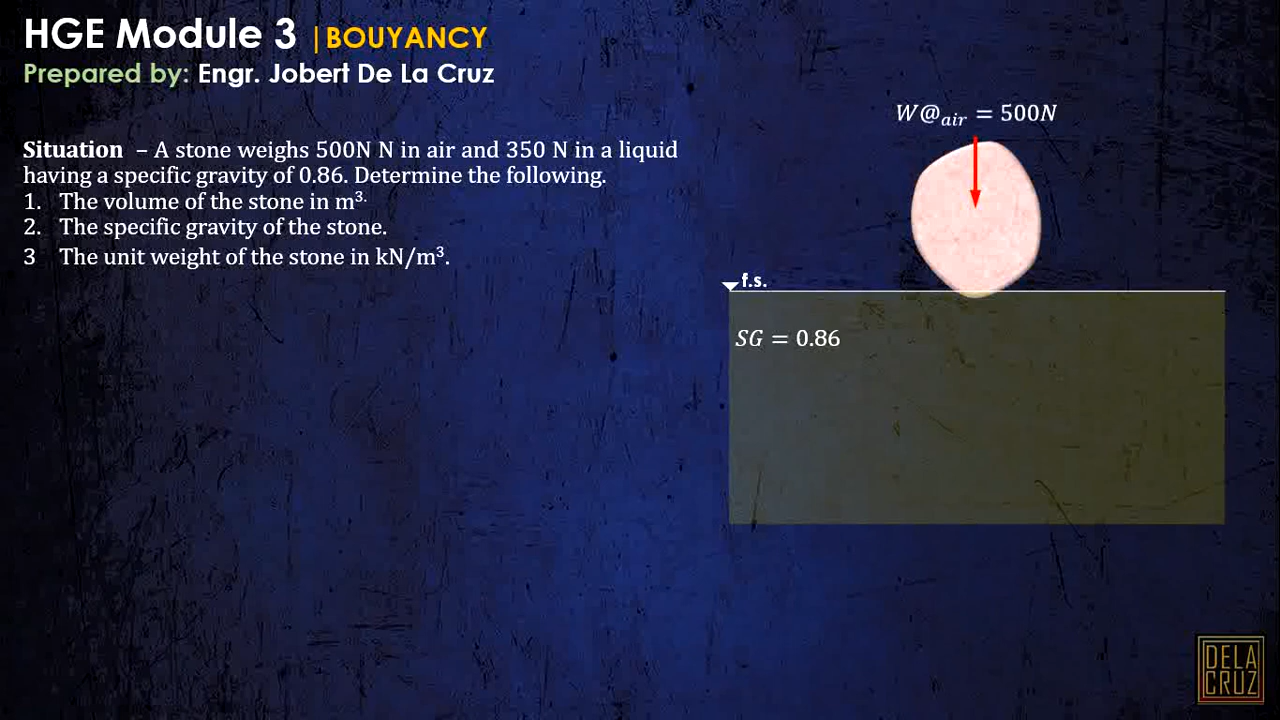 HGE Module 3 |BOUYANCY
Prepared by: Engr. Jobert De La Cruz
Situation – A stone weighs 500N N in air and 350 N in a liquid
having a specific gravity of 0.86. Determine the following.
1. The volume of the stone in m³.
2. The specific gravity of the stone.
3 The unit weight of the stone in kN/m³.
W@air = 500N
f.s.
SG = 0.86
DELA
CRUZ